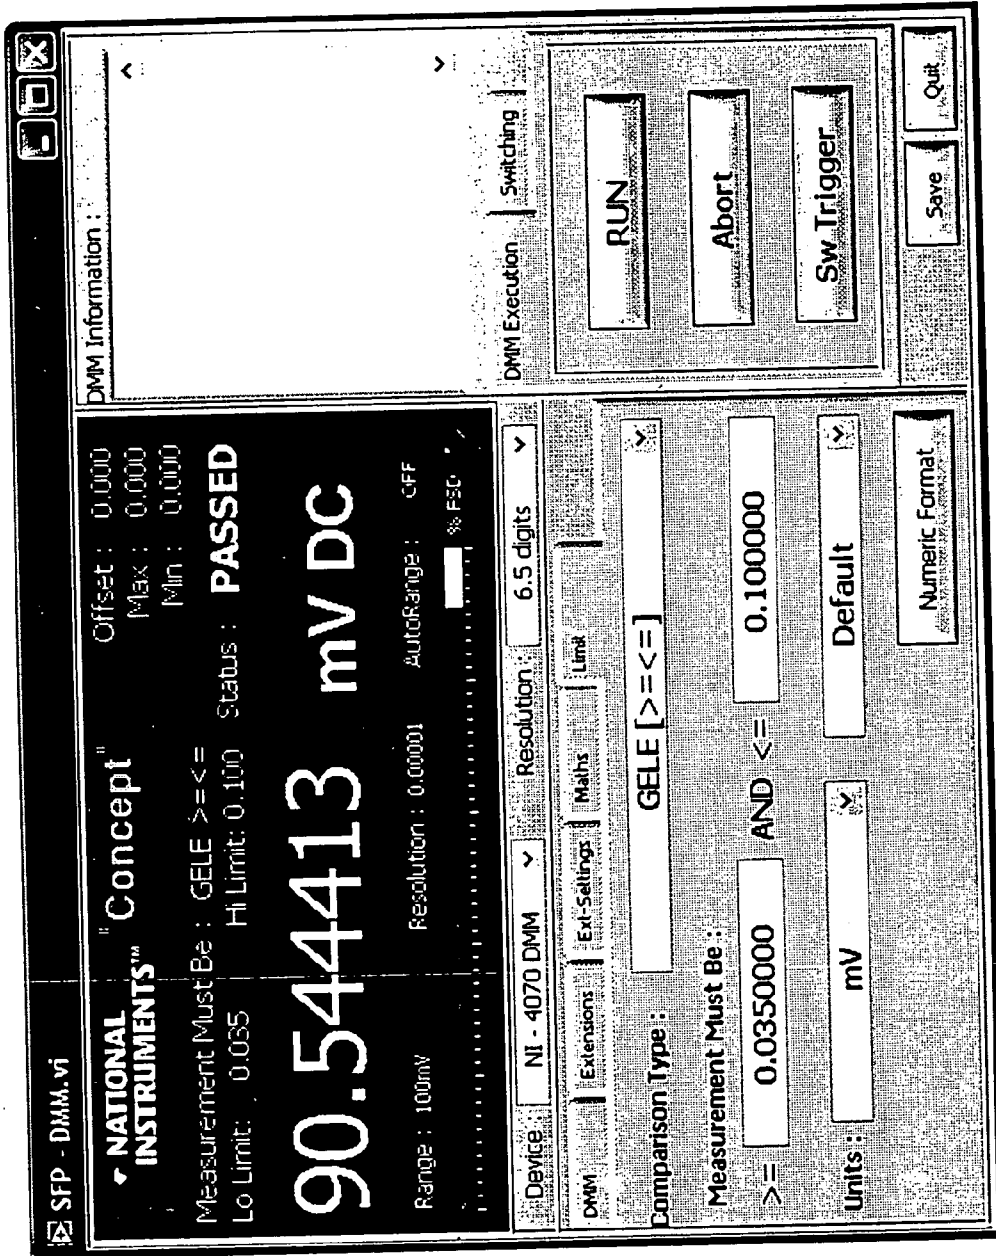 SFP - DMM.vi
NATIONAL INSTRUMENTS™
"Concept"
Offset : 0.000
Max : 0.000
Min : 0.000
Measurement Must Be : GELE >=<=
Lo Limit: 0.035 Hi Limit: 0.100 Status : PASSED
90.544413 mV DC
Range : 100mV Resolution : 0.00001 AutoRange : OFF
% FSD
Device : NI - 4070 DMM Resolution : 6.5 digits
DMM Extensions Ext-Settings Maths Limit
Comparison Type : GELE [>=<=]
Measurement Must Be :
>= 0.0350000 AND <= 0.100000
Units : mV Default
Numeric Format
DMM Information :
DMM Execution Switching
RUN
Abort
Sw Trigger
Save Quit